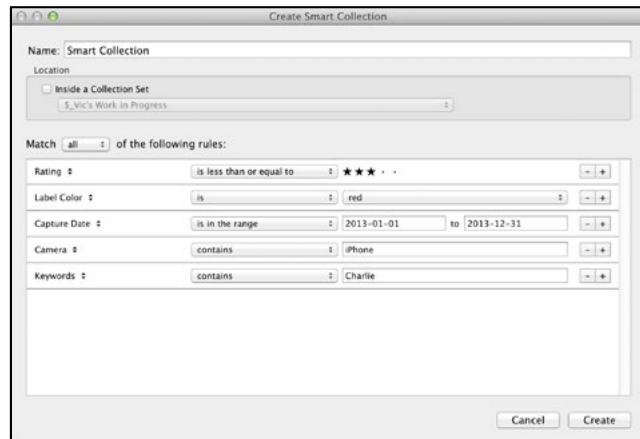 Create Smart Collection
Name: Smart Collection
Location
Inside a Collection Set
$_Vic's Work in Progress
Match all of the following rules:
Rating is less than or equal to ★★★ · ·
Label Color is red
Capture Date is in the range 2013-01-01 to 2013-12-31
Camera contains iPhone
Keywords contains Charlie
Cancel Create